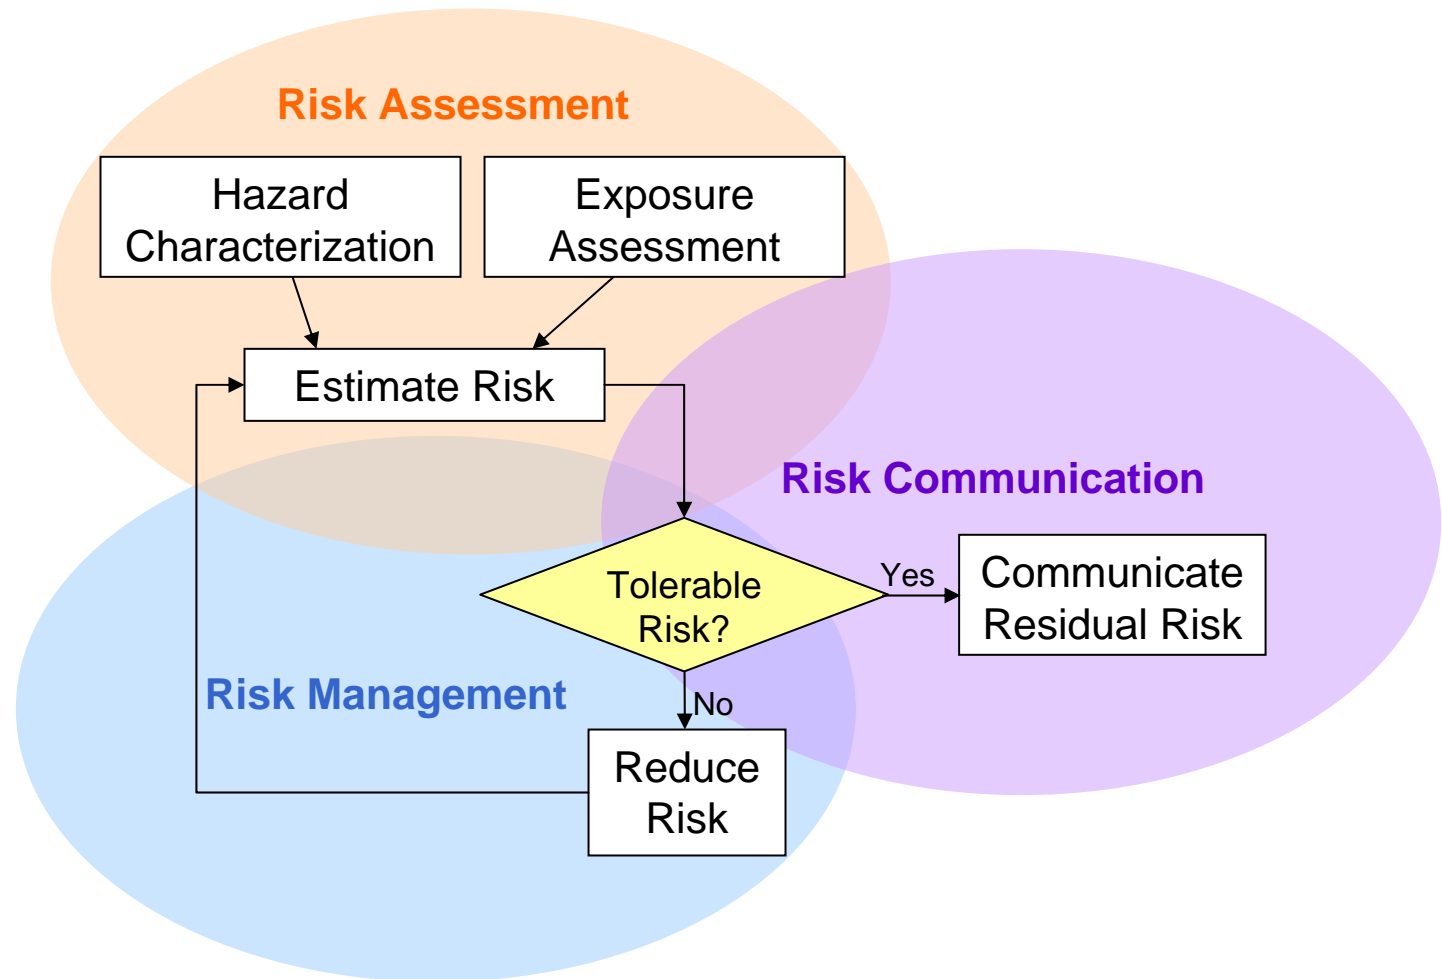 Risk Assessment
Hazard
Characterization
Exposure
Assessment
Estimate Risk
Risk Communication
Tolerable
Risk?
Yes
Communicate
Residual Risk
Risk Management
No
Reduce
Risk